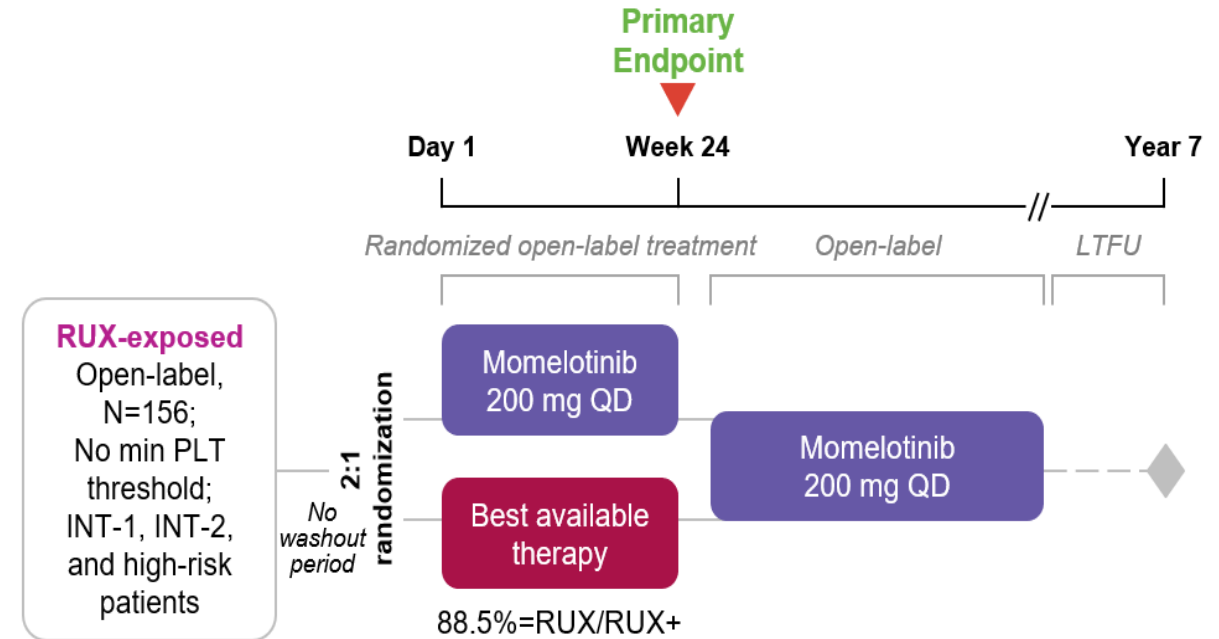 Primary
Endpoint
Day 1
Week 24
Year 7
//
Randomized open-label treatment
Open-label
LTFU
RUX-exposed
Open-label,
N=156;
No min PLT
threshold;
INT-1, INT-2,
and high-risk
patients
No
washout
period
2:1
randomization
Momelotinib
200 mg QD
Best available
therapy
88.5%=RUX/RUX+
Momelotinib
200 mg QD